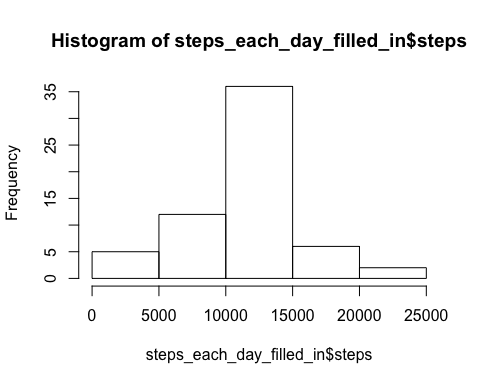 Histogram of steps_each_day_filled_in$steps
Frequency
35
25
15
5
0
0 5000 10000 15000 20000 25000
steps_each_day_filled_in$steps